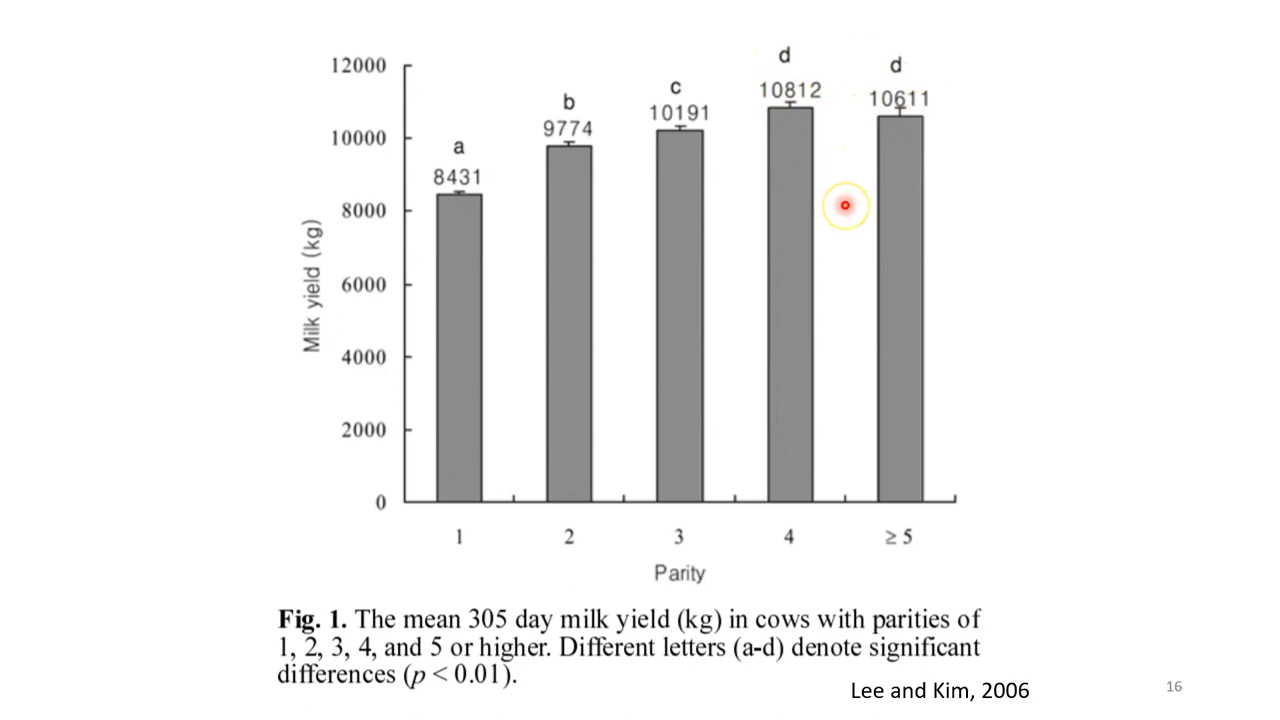 12000
10000
8000
6000
4000
2000
0
Milk yield (kg)
a
8431
b
9774
c
10191
d
10812
d
10611
1
2
3
4
≥ 5
Parity
Fig. 1. The mean 305 day milk yield (kg) in cows with parities of
1, 2, 3, 4, and 5 or higher. Different letters (a-d) denote significant
differences (p < 0.01).
Lee and Kim, 2006
16